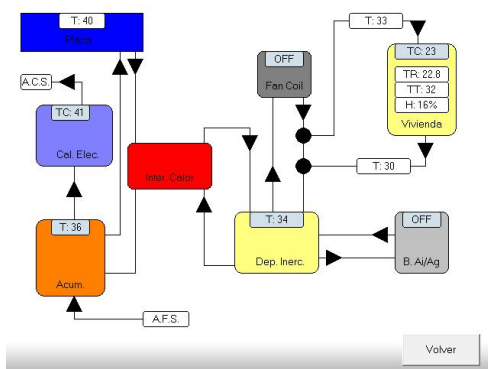 T: 40
Placa
T: 33
OFF
Fan Coil
TC: 23
TR: 22.8
TT: 32
H: 16%
Vivienda
A.C.S.
TC: 41
Cal. Elec.
Inter. Calor
T: 30
T: 36
Acum.
T: 34
Dep. Inerc.
OFF
B. Ai/Ag
A.F.S.
Volver